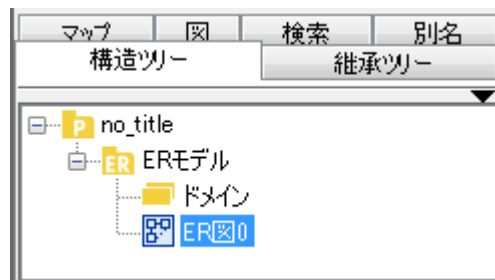 マップ 図 検索 別名
構造ツリー 継承ツリー
P no_title
ER ERモデル
ドメイン
ER図0